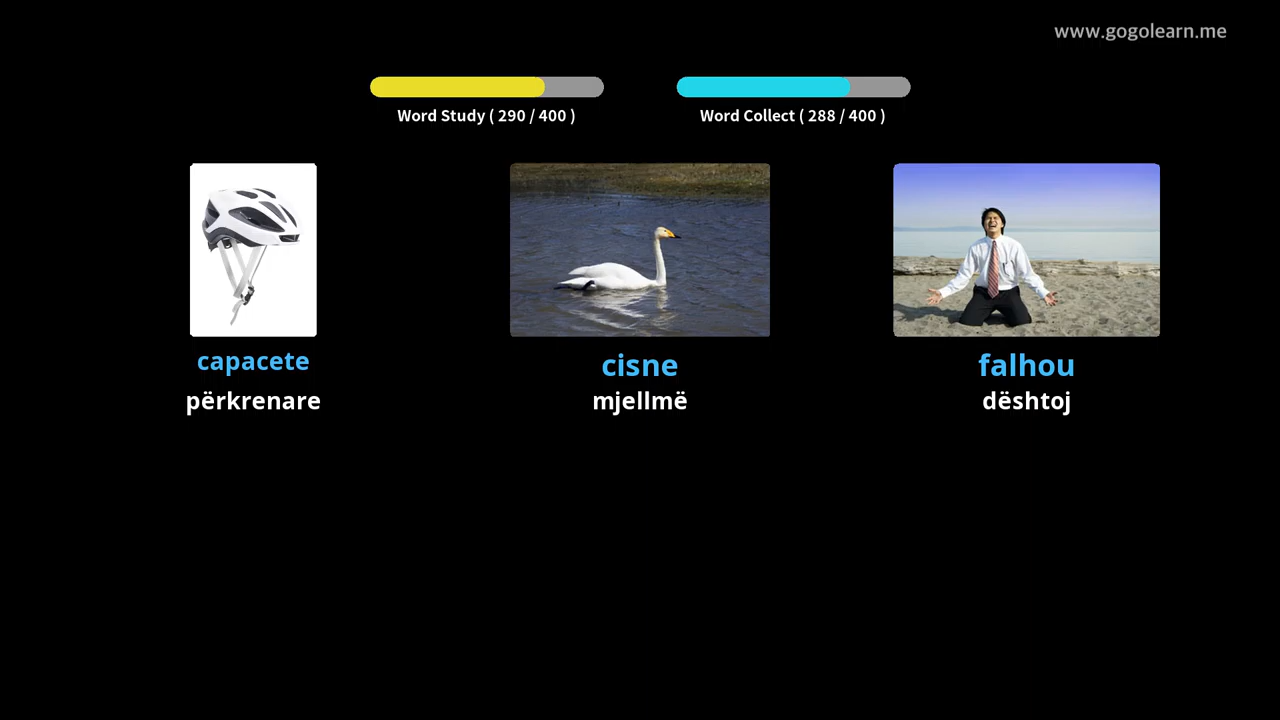 www.gogolearn.me
Word Study ( 290 / 400 )
Word Collect ( 288 / 400 )
capacete
cisne
falhou
përkrenare
mjellmë
dështoj